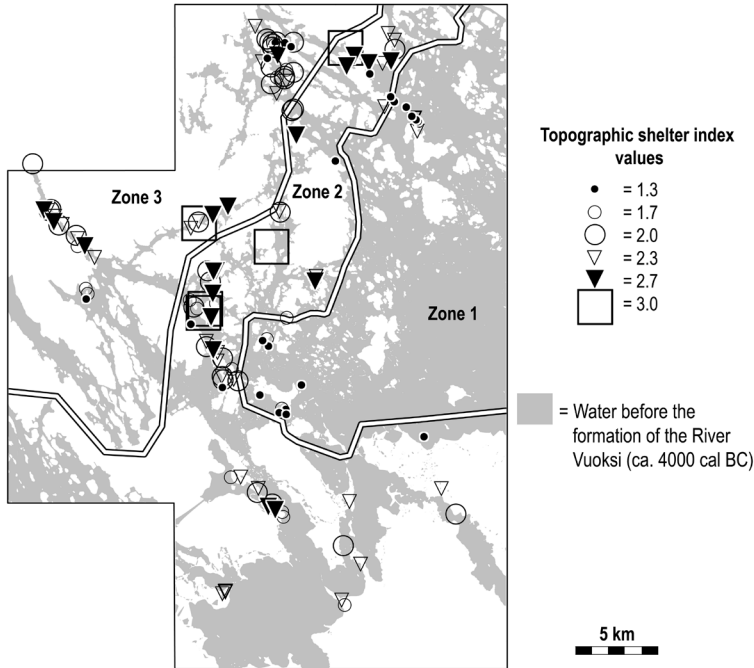 Topographic shelter index
values
= 1.3
= 1.7
= 2.0
= 2.3
= 2.7
= 3.0
Zone 3
Zone 2
Zone 1
= Water before the
formation of the River
Vuoksi (ca. 4000 cal BC)
5 km